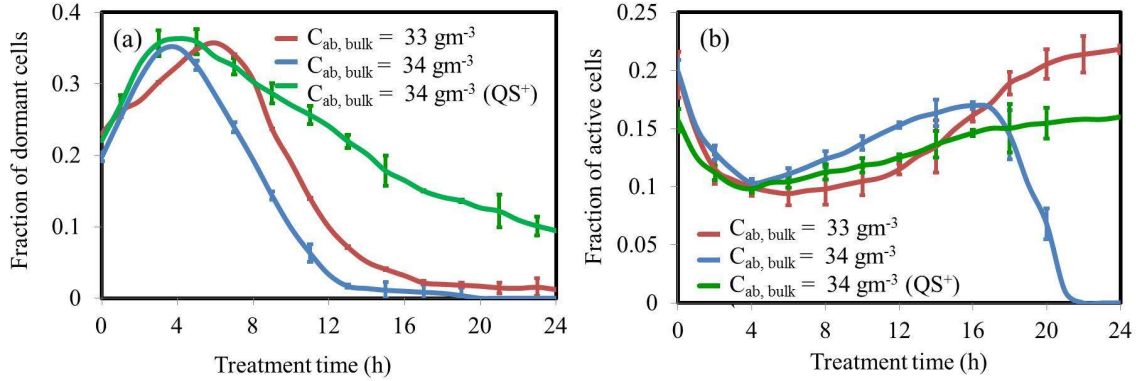 (a)
C_ab, bulk = 33 gm⁻³
C_ab, bulk = 34 gm⁻³
C_ab, bulk = 34 gm⁻³ (QS⁺)
Fraction of dormant cells
0.4
0.3
0.2
0.1
0
0 4 8 12 16 20 24
Treatment time (h)
(b)
C_ab, bulk = 33 gm⁻³
C_ab, bulk = 34 gm⁻³
C_ab, bulk = 34 gm⁻³ (QS⁺)
Fraction of active cells
0.25
0.2
0.15
0.1
0.05
0
0 4 8 12 16 20 24
Treatment time (h)